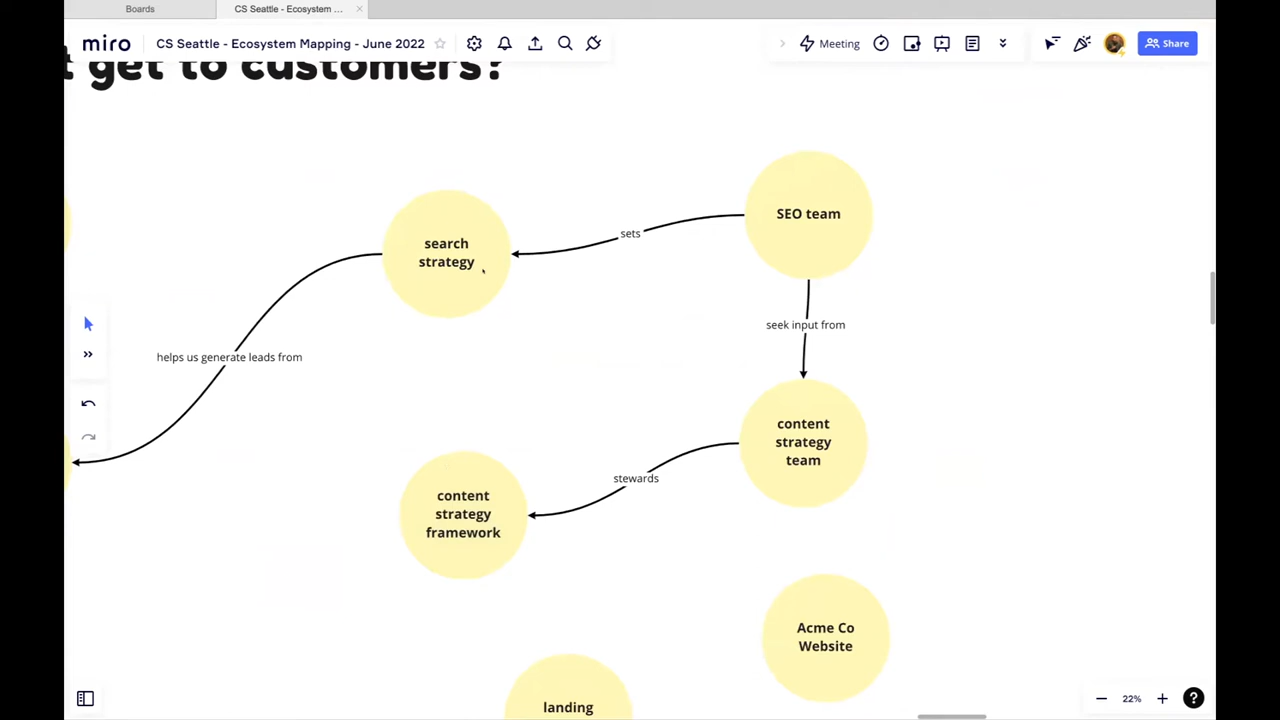 Boards
CS Seattle - Ecosystem ...
miro
CS Seattle - Ecosystem Mapping - June 2022
Meeting
Share
t get to customers?
SEO team
search
strategy
sets
seek input from
helps us generate leads from
content
strategy
team
stewards
content
strategy
framework
Acme Co
Website
landing
22%